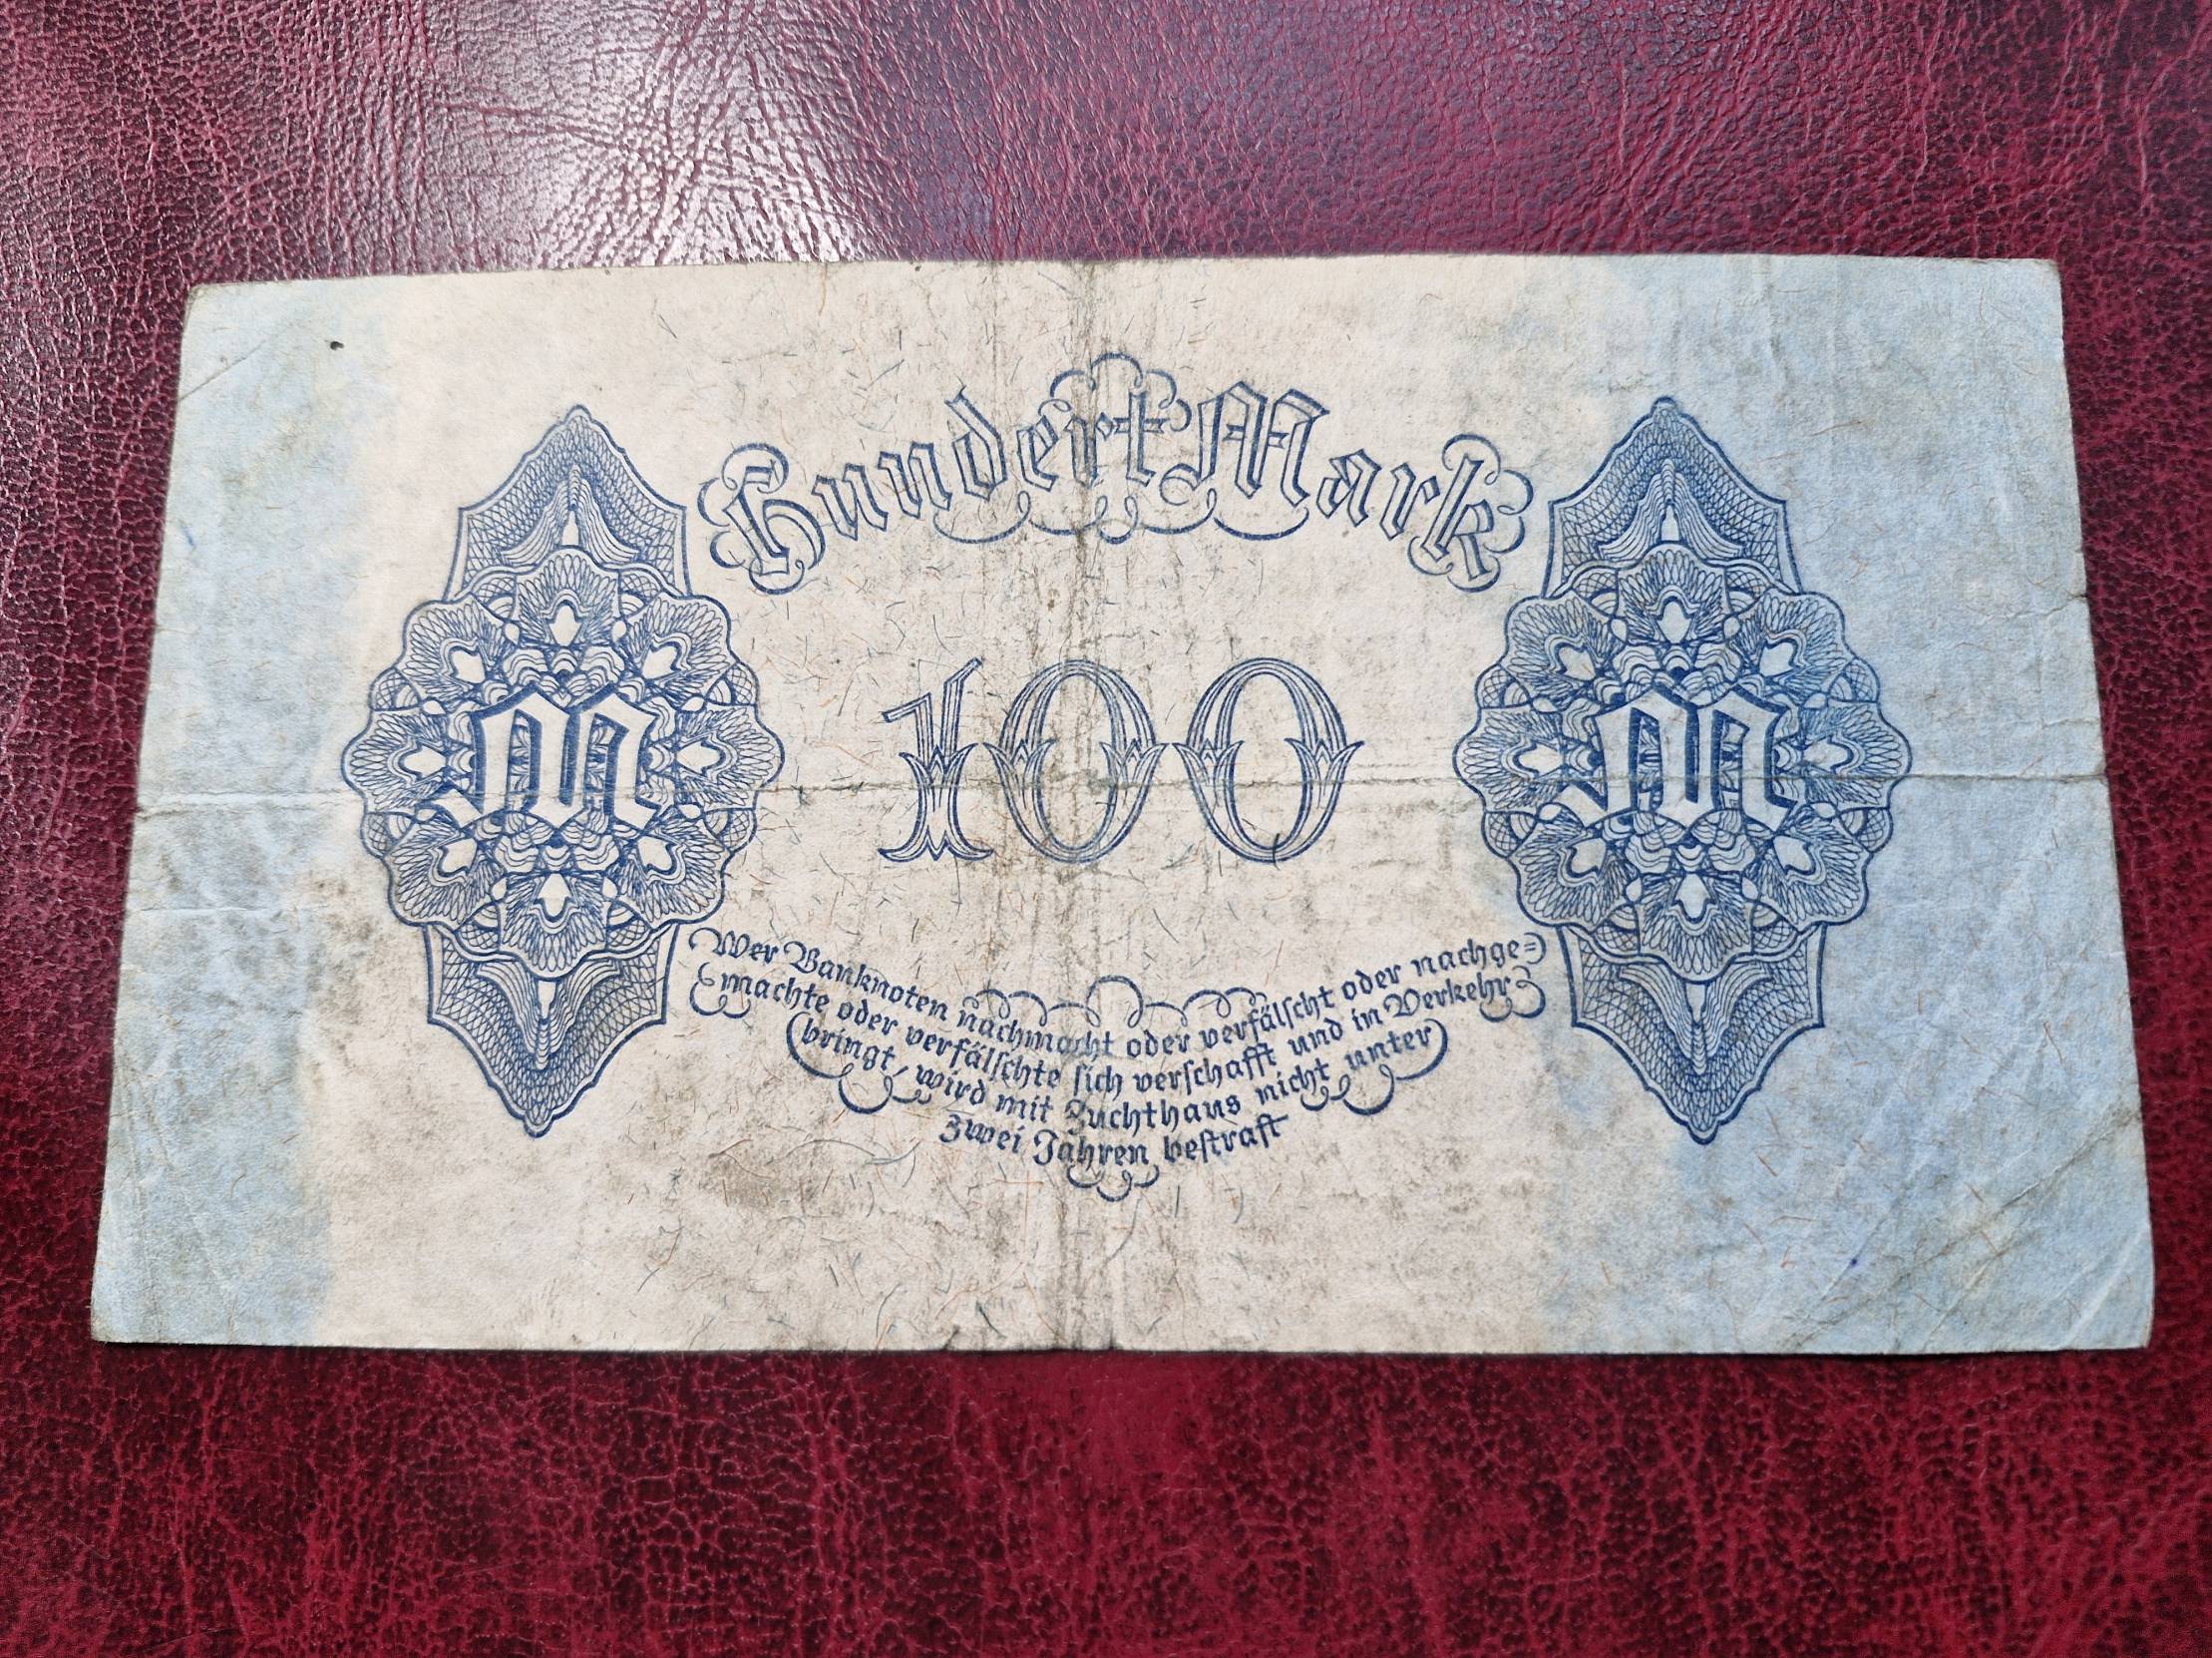 Hundert Mark
M
100
M
Wer Banknoten nachmacht oder verfälscht oder nachge=
machte oder verfälschte sich verschafft und in Verkehr
bringt, wird mit Zuchthaus nicht unter
zwei Jahren bestraft